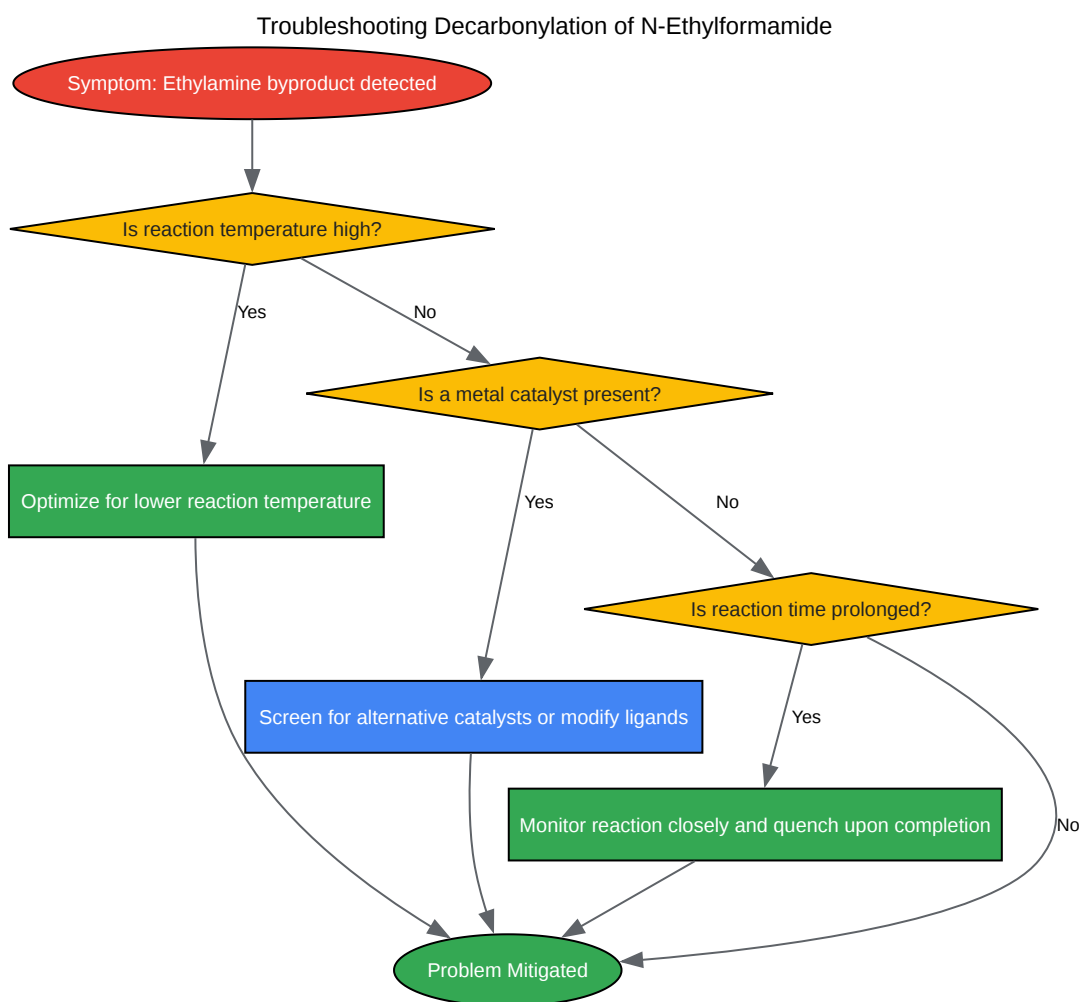 Troubleshooting Decarbonylation of N-Ethylformamide
Symptom: Ethylamine byproduct detected
Is reaction temperature high?
Yes
No
Is a metal catalyst present?
Optimize for lower reaction temperature
Yes
No
Is reaction time prolonged?
Screen for alternative catalysts or modify ligands
Yes
Monitor reaction closely and quench upon completion
No
Problem Mitigated